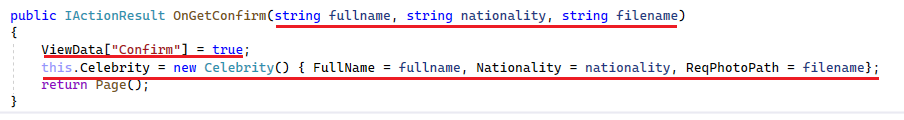 public IActionResult OnGetConfirm(string fullname, string nationality, string filename)
{
ViewData["Confirm"] = true;
this.Celebrity = new Celebrity() { FullName = fullname, Nationality = nationality, ReqPhotoPath = filename};
return Page();
}